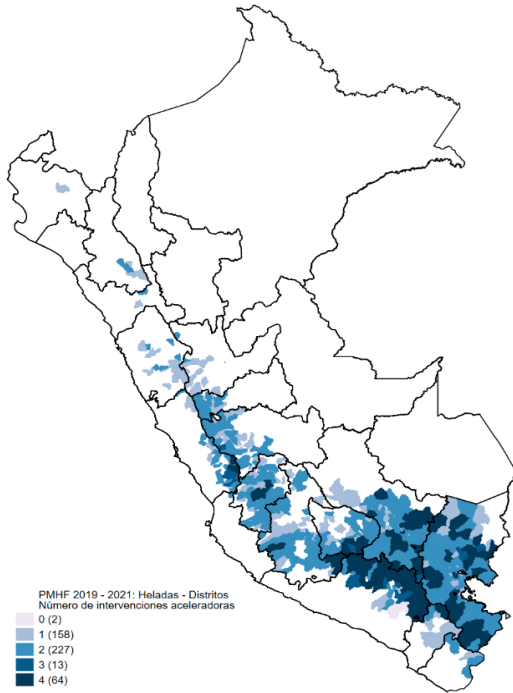 PMHF 2019 - 2021: Heladas - Distritos
Número de intervenciones aceleradoras
0 (2)
1 (158)
2 (227)
3 (13)
4 (64)